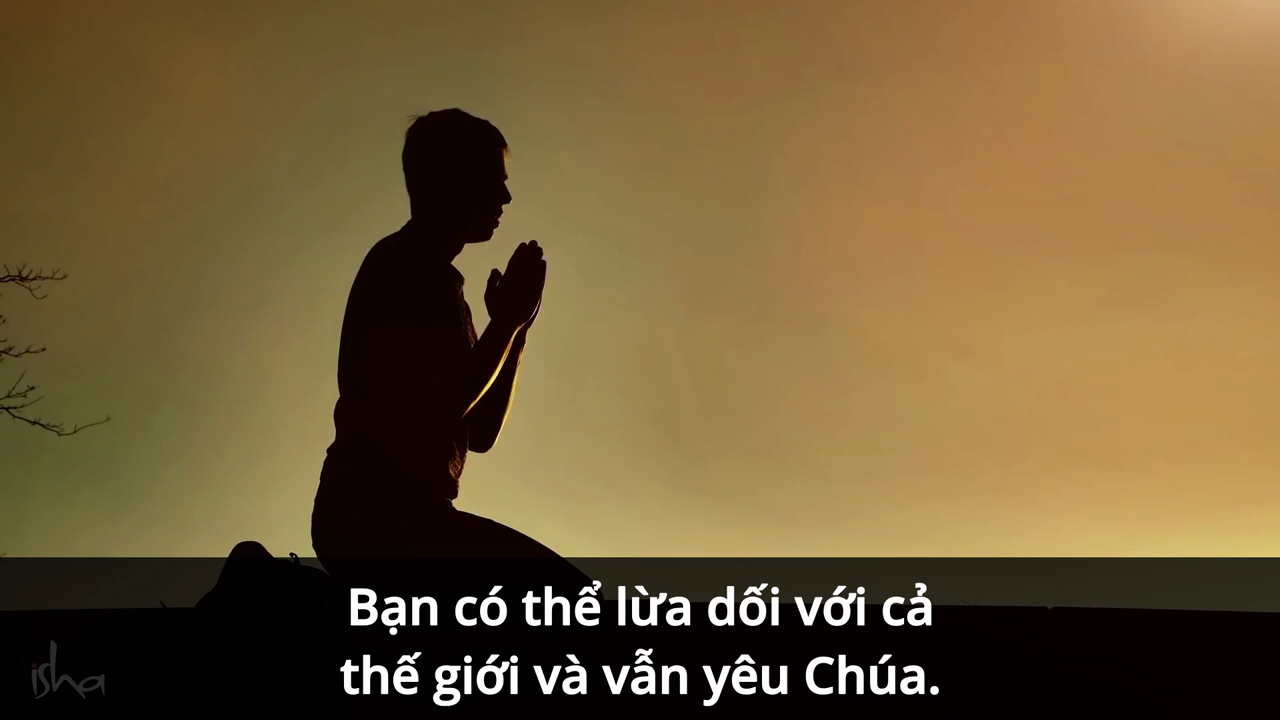 Bạn có thể lừa dối với cả
thế giới và vẫn yêu Chúa.
isha